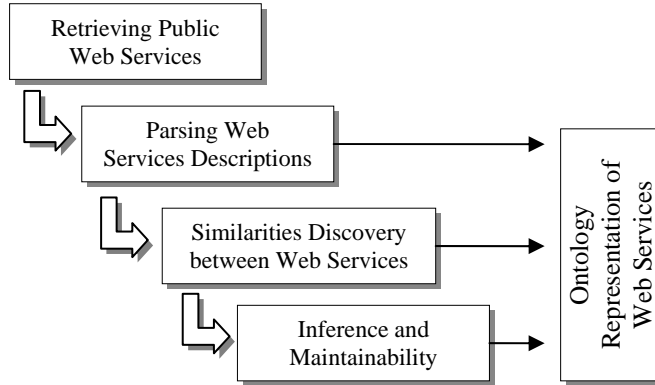 Retrieving Public
Web Services
Parsing Web
Services Descriptions
Similarities Discovery
between Web Services
Inference and
Maintainability
Ontology
Representation of
Web Services